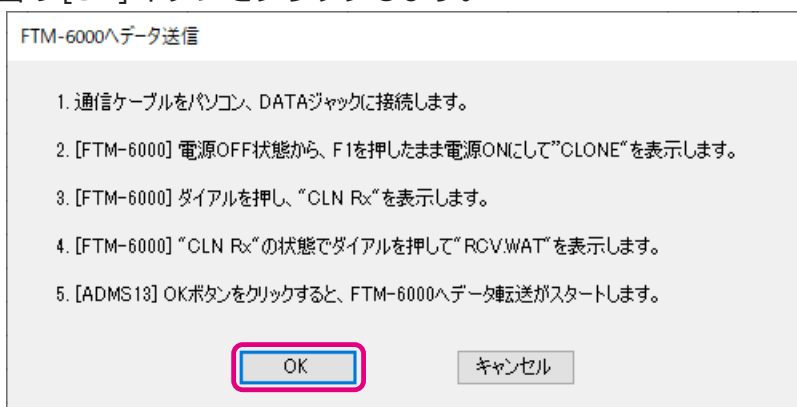 FTM-6000へデータ送信
1. 通信ケーブルをパソコン、DATAジャックに接続します。
2. [FTM-6000] 電源OFF状態から、F1を押したまま電源ONにして”CLONE“を表示します。
3. [FTM-6000] ダイアルを押し、“CLN Rx“を表示します。
4. [FTM-6000] “CLN Rx“の状態でダイアルを押して“RCV.WAT“を表示します。
5. [ADMS13] OKボタンをクリックすると、FTM-6000へデータ転送がスタートします。
OK
キャンセル